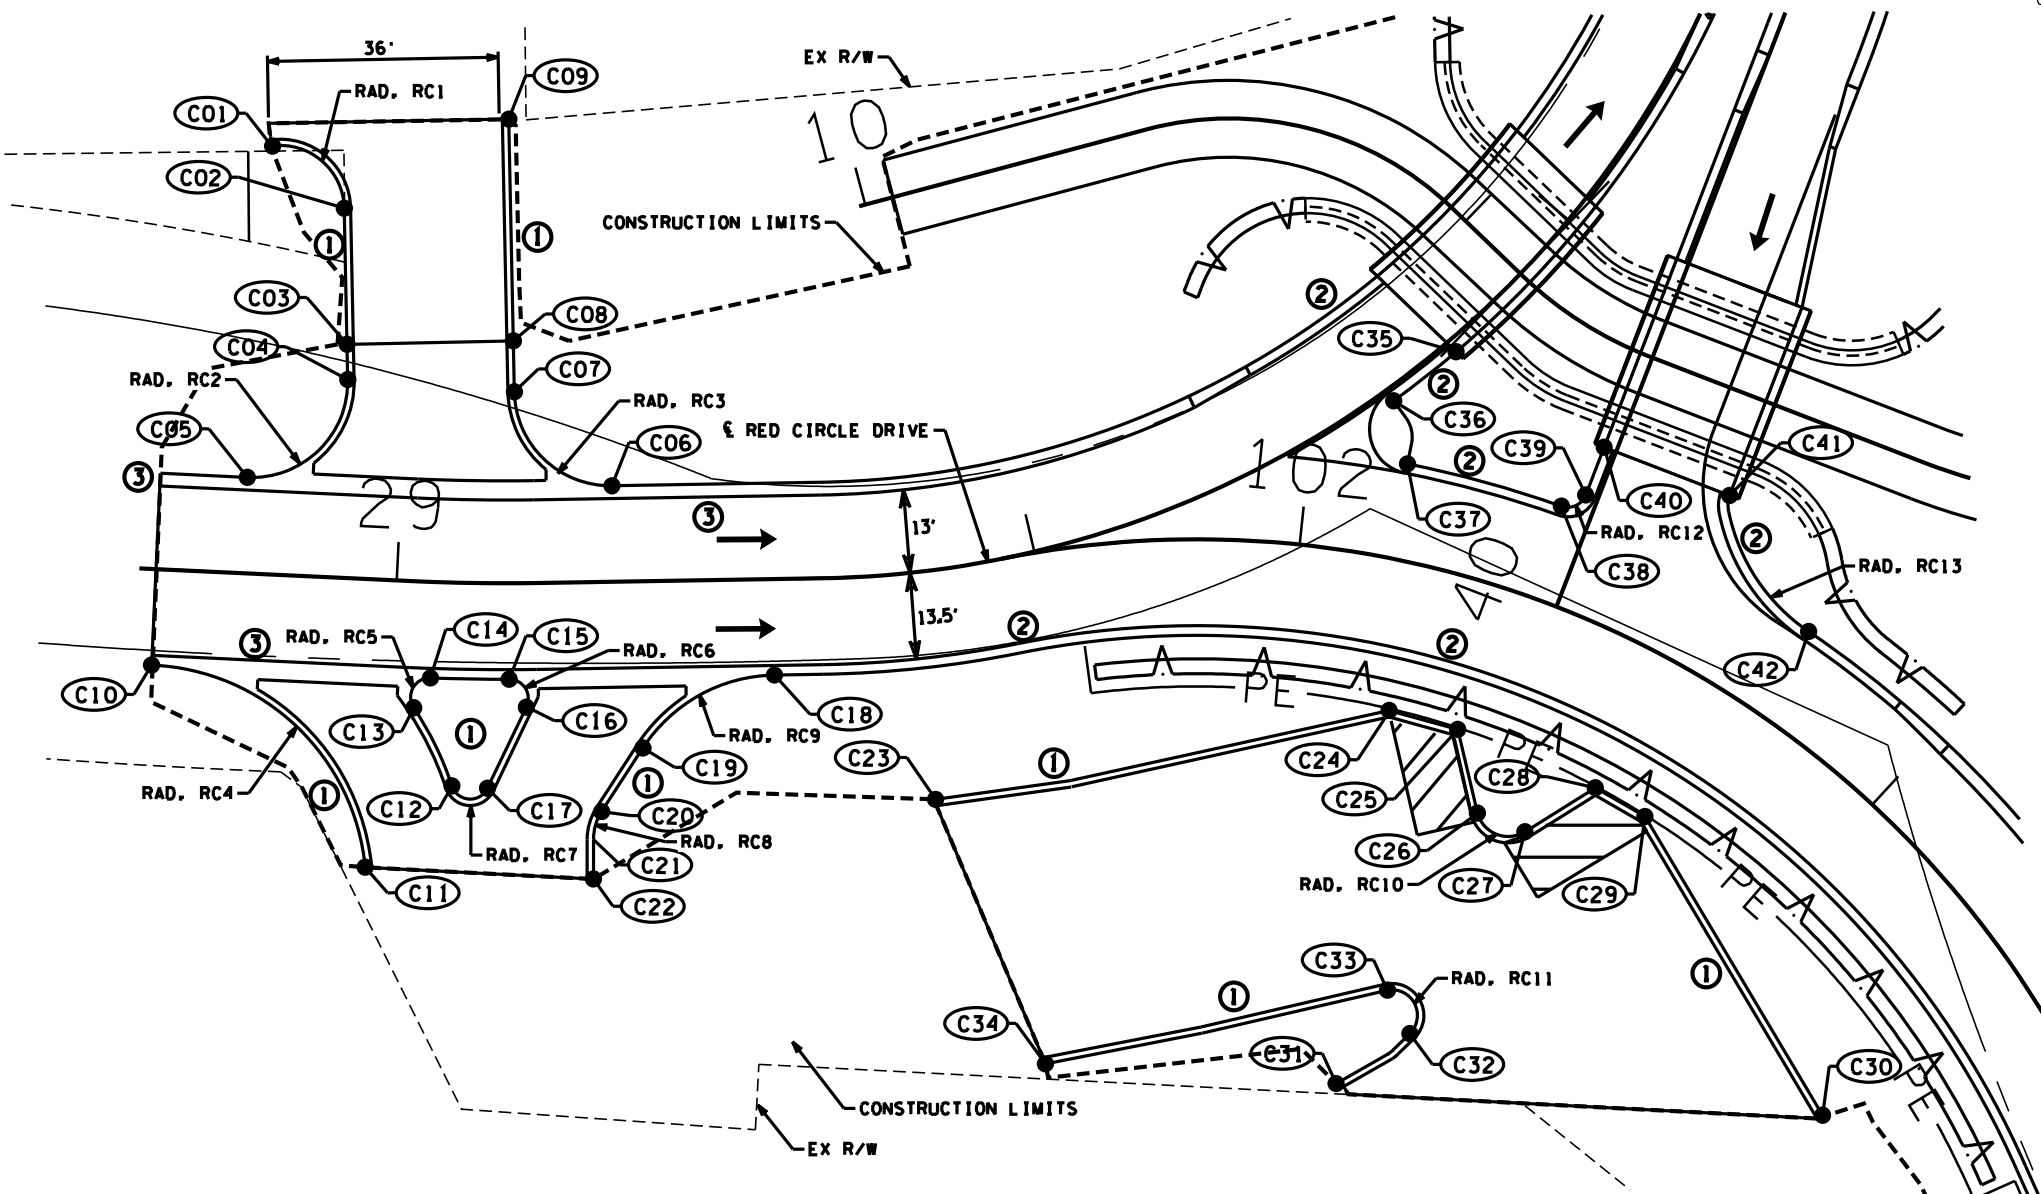 36'
C09
EX R/W
C01
RAD. RC1
10
C02
1
1
CONSTRUCTION LIMITS
C03
C08
2
C04
C35
RAD. RC2
C07
2
RAD. RC3
C36
C05
C06
℄ RED CIRCLE DRIVE
C39
C41
3
102
2
C40
29
3
13'
C37
RAD. RC12
2
C38
RAD. RC13
40
13.5'
C14
C15
2
3
RAD. RC5
RAD. RC6
2
C42
C10
PE
C13
1
C16
C18
RAD. RC9
C23
C24
PE
C19
1
C28
RAD. RC4
1
1
C25
C12
C17
C20
RAD. RC8
RAD. RC7
C26
C21
RAD. RC10
C27
C29
C11
C22
PE
C33
RAD. RC11
1
1
C34
C31
C32
C30
PE
CONSTRUCTION LIMITS
EX R/W